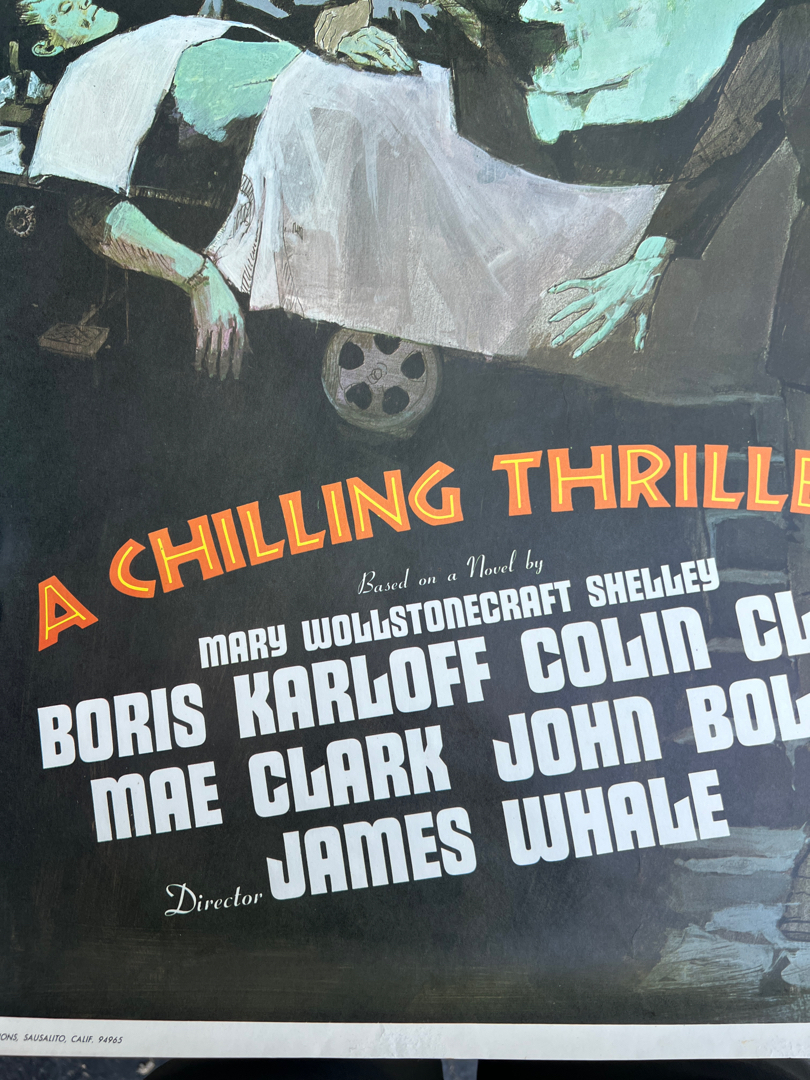 A CHILLING THRILLE
Based on a Novel by
MARY WOLLSTONECRAFT SHELLEY
BORIS KARLOFF COLIN CL
MAE CLARK JOHN BOL
Director JAMES WHALE
ONS, SAUSALITO, CALIF. 94965